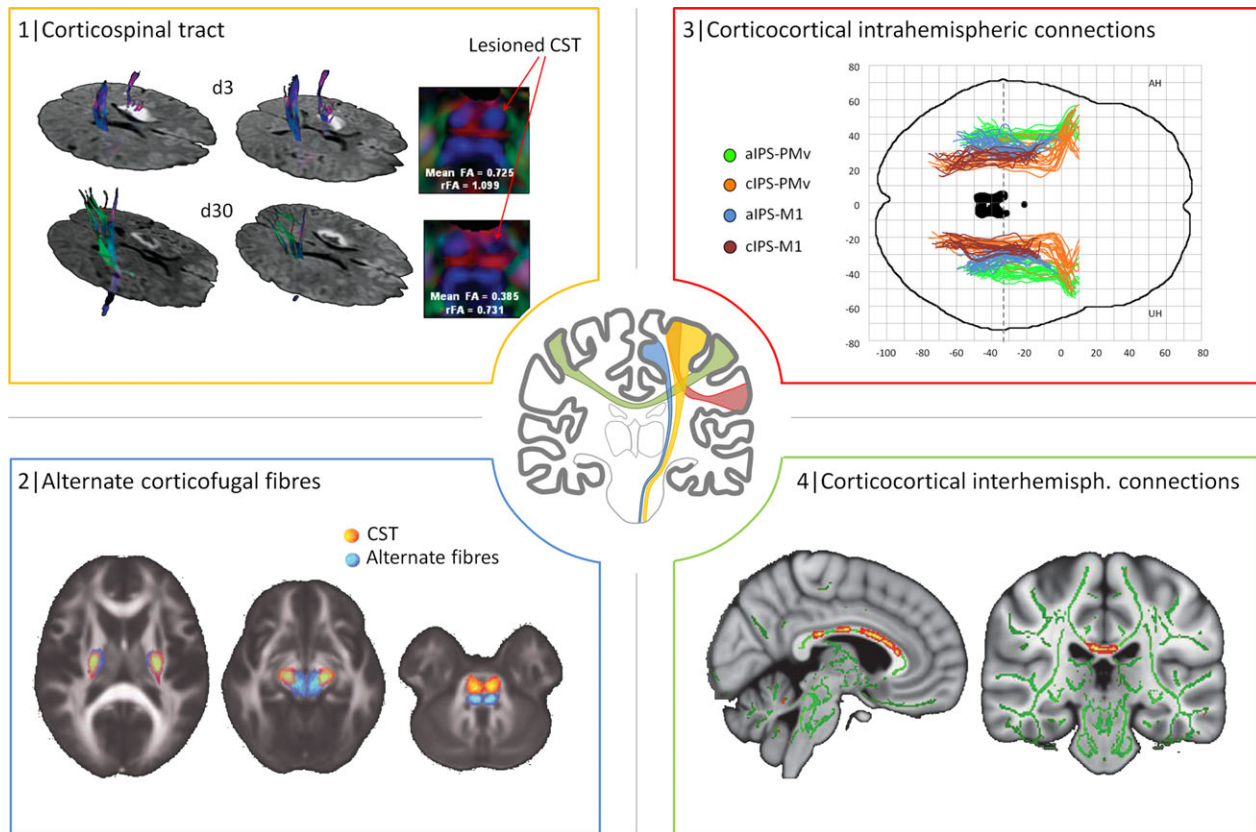 1|Corticospinal tract
Lesioned CST
d3
Mean FA = 0.725
rFA = 1.099
d30
Mean FA = 0.385
rFA = 0.731
3|Corticocortical intrahemispheric connections
80
60
40
20
0
-20
-40
-60
-80
AH
UH
aIPS-PMv
cIPS-PMv
aIPS-M1
cIPS-M1
-100 -80 -60 -40 -20 0 20 40 60 80
2|Alternate corticofugal fibres
CST
Alternate fibres
4|Corticocortical interhemisph. connections